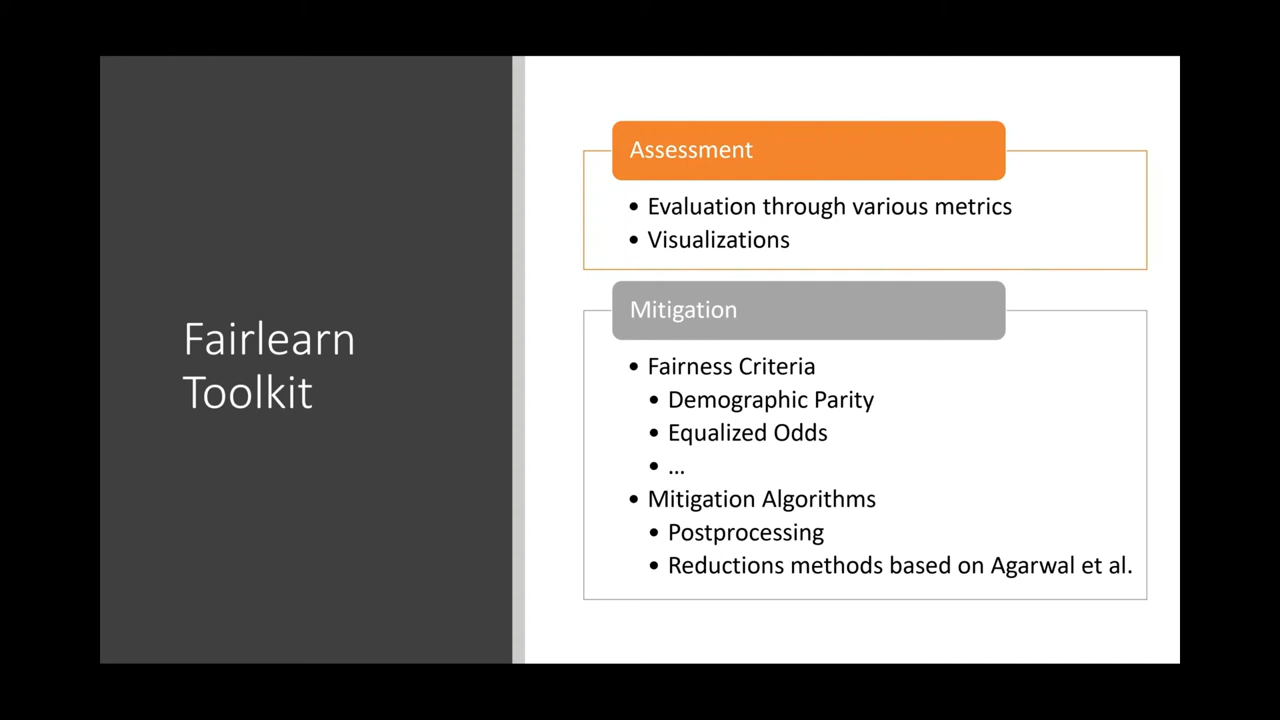 Fairlearn
Toolkit
Assessment
• Evaluation through various metrics
• Visualizations
Mitigation
• Fairness Criteria
• Demographic Parity
• Equalized Odds
• ...
• Mitigation Algorithms
• Postprocessing
• Reductions methods based on Agarwal et al.